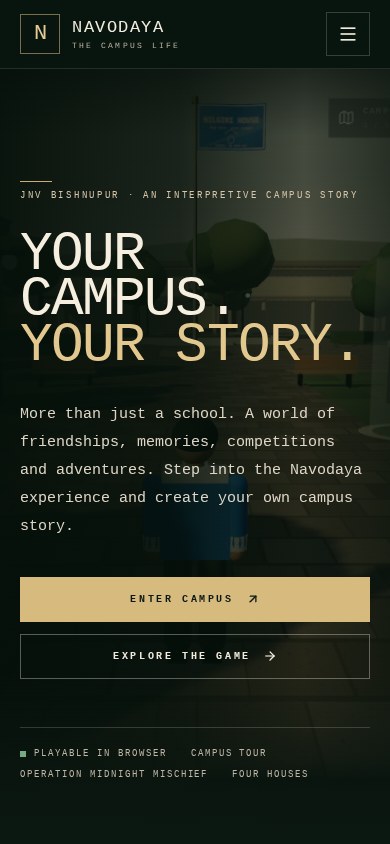 N
NAVODAYA
THE CAMPUS LIFE
JNV BISHNUPUR · AN INTERPRETIVE CAMPUS STORY
YOUR
CAMPUS.
YOUR STORY.
More than just a school. A world of
friendships, memories, competitions
and adventures. Step into the Navodaya
experience and create your own campus
story.
ENTER CAMPUS
EXPLORE THE GAME
PLAYABLE IN BROWSER CAMPUS TOUR
OPERATION MIDNIGHT MISCHIEF FOUR HOUSES